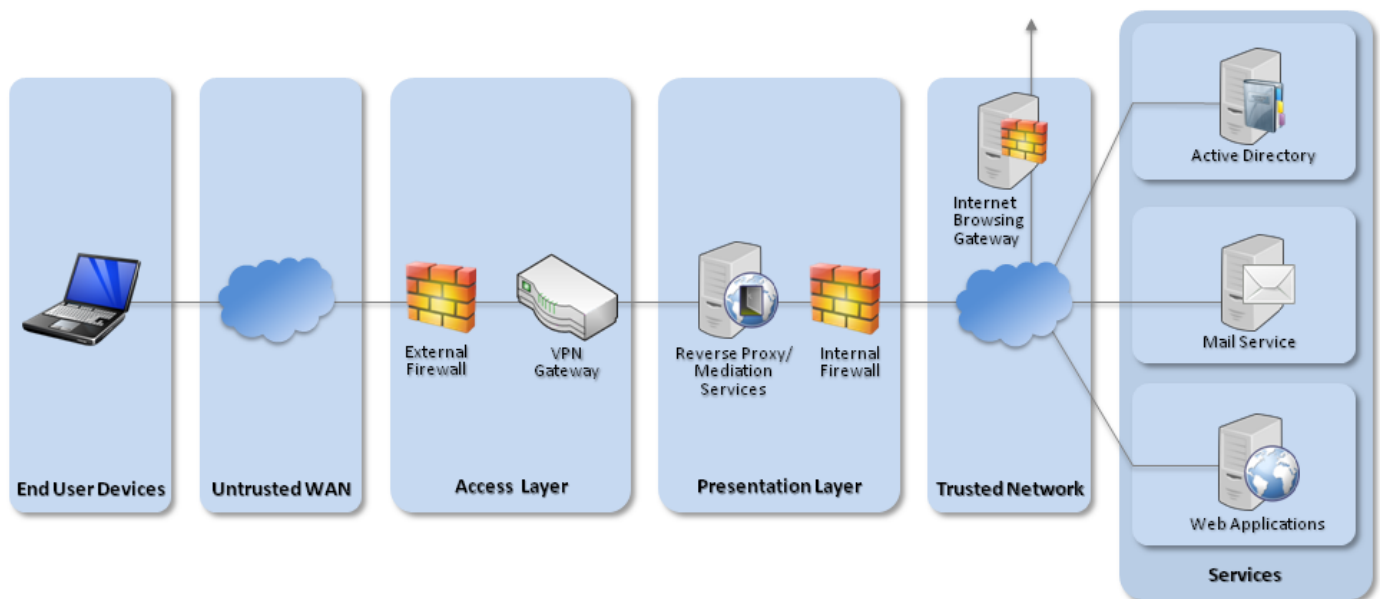 End User Devices
Untrusted WAN
External
Firewall
VPN
Gateway
Access Layer
Reverse Proxy/
Mediation
Services
Internal
Firewall
Presentation Layer
Internet
Browsing
Gateway
Trusted Network
Active Directory
Mail Service
Web Applications
Services